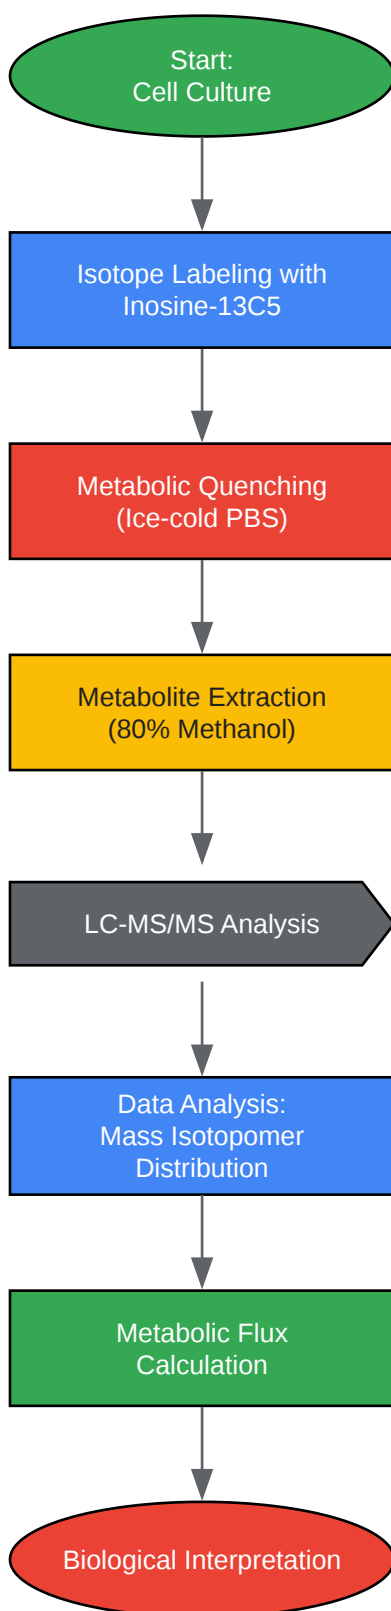 Start:
Cell Culture
Isotope Labeling with
Inosine-13C5
Metabolic Quenching
(Ice-cold PBS)
Metabolite Extraction
(80% Methanol)
LC-MS/MS Analysis
Data Analysis:
Mass Isotopomer
Distribution
Metabolic Flux
Calculation
Biological Interpretation